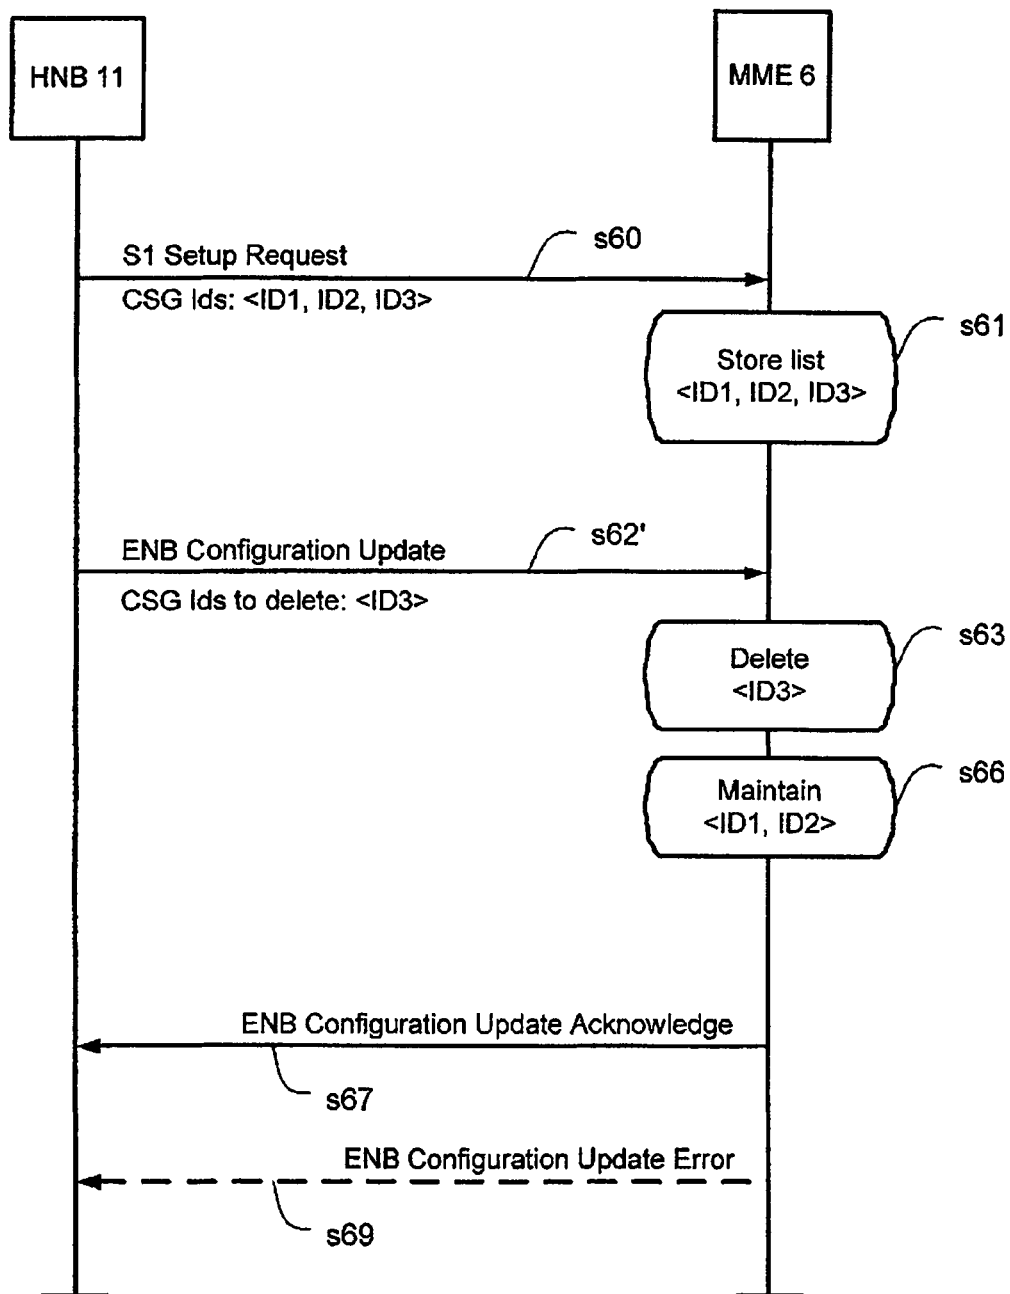 HNB 11
MME 6
s60
S1 Setup Request
CSG Ids: <ID1, ID2, ID3>
s61
Store list
<ID1, ID2, ID3>
s62'
ENB Configuration Update
CSG Ids to delete: <ID3>
s63
Delete
<ID3>
s66
Maintain
<ID1, ID2>
ENB Configuration Update Acknowledge
s67
ENB Configuration Update Error
s69